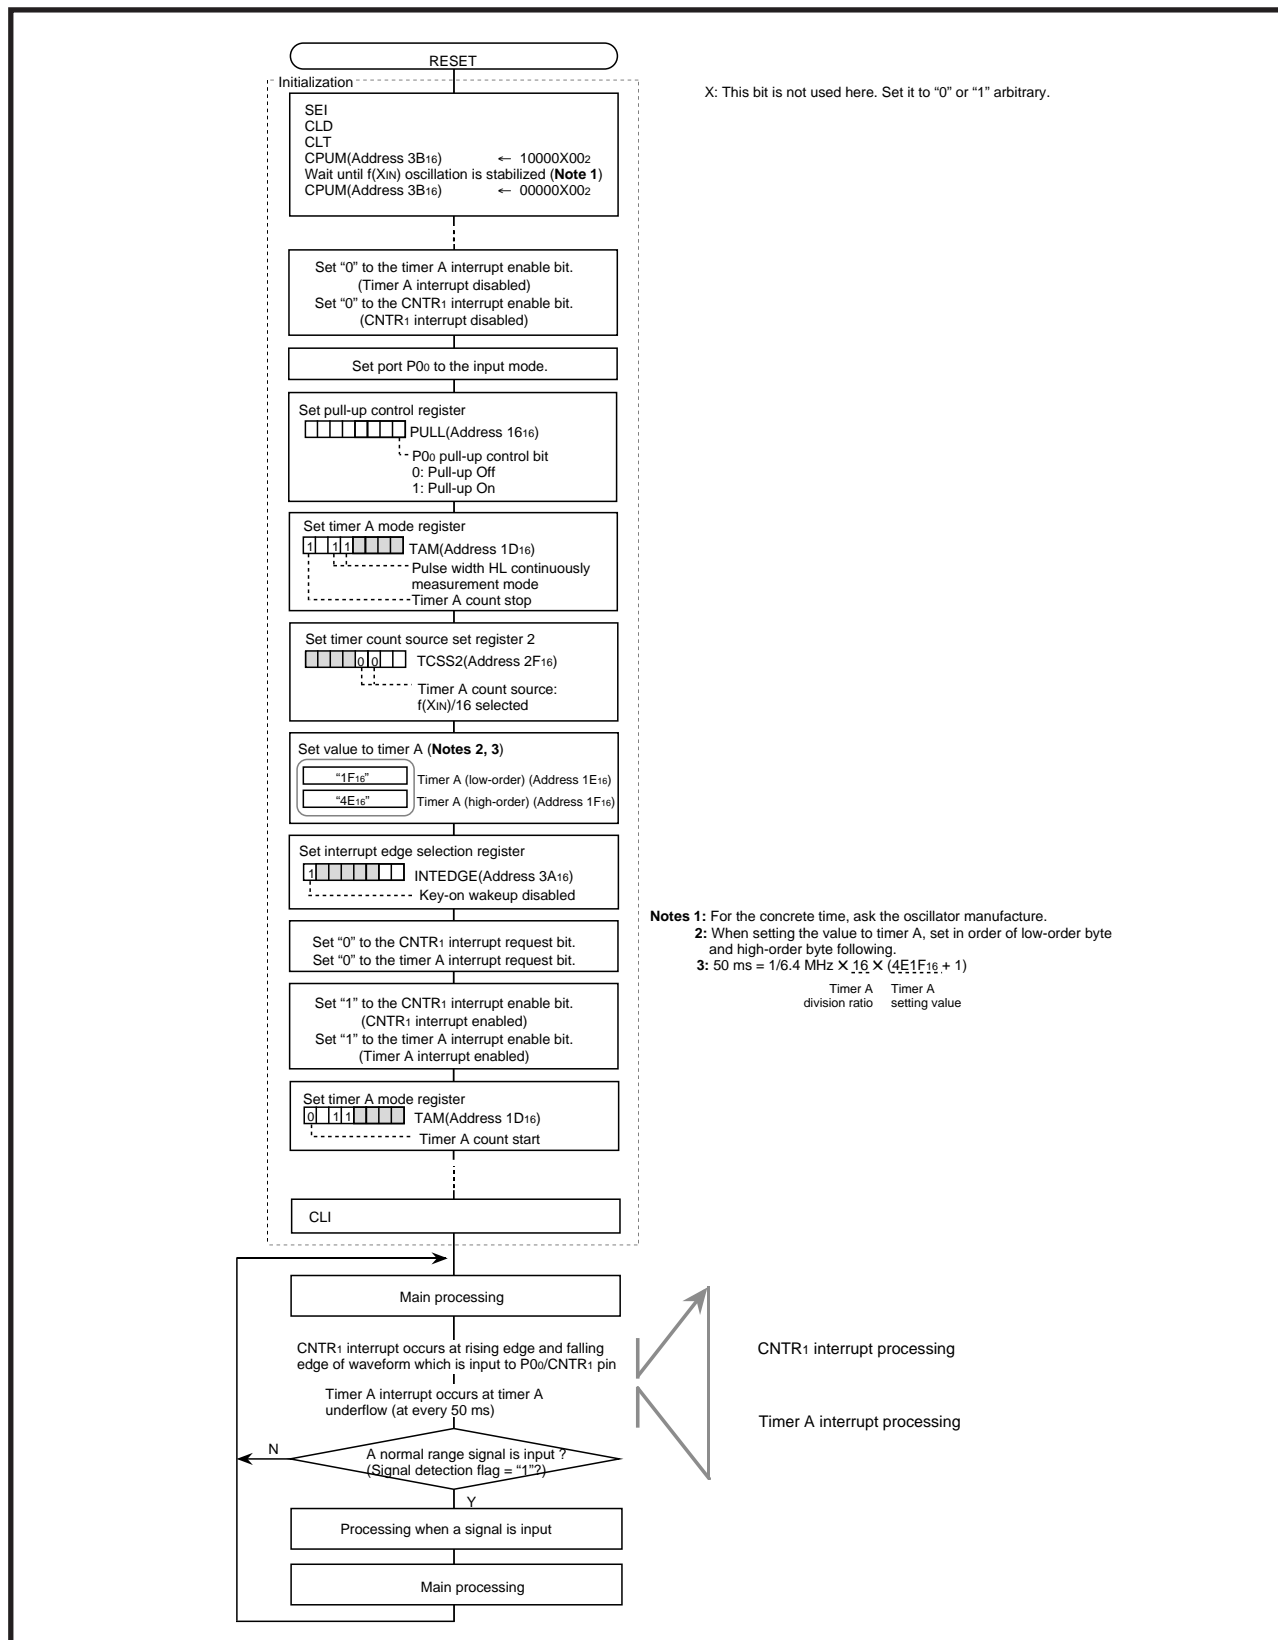 RESET
Initialization
X: This bit is not used here. Set it to “0” or “1” arbitrary.
SEI
CLD
CLT
CPUM(Address 3B16) ← 10000X002
Wait until f(XIN) oscillation is stabilized (Note 1)
CPUM(Address 3B16) ← 00000X002
Set “0” to the timer A interrupt enable bit.
(Timer A interrupt disabled)
Set “0” to the CNTR1 interrupt enable bit.
(CNTR1 interrupt disabled)
Set port P00 to the input mode.
Set pull-up control register
PULL(Address 1616)
P00 pull-up control bit
0: Pull-up Off
1: Pull-up On
Set timer A mode register
1 1 1 TAM(Address 1D16)
Pulse width HL continuously
measurement mode
Timer A count stop
Set timer count source set register 2
0 0 TCSS2(Address 2F16)
Timer A count source:
f(XIN)/16 selected
Set value to timer A (Notes 2, 3)
“1F16” Timer A (low-order) (Address 1E16)
“4E16” Timer A (high-order) (Address 1F16)
Set interrupt edge selection register
1 INTEDGE(Address 3A16)
Key-on wakeup disabled
Set “0” to the CNTR1 interrupt request bit.
Set “0” to the timer A interrupt request bit.
Set “1” to the CNTR1 interrupt enable bit.
(CNTR1 interrupt enabled)
Set “1” to the timer A interrupt enable bit.
(Timer A interrupt enabled)
Notes 1: For the concrete time, ask the oscillator manufacture.
2: When setting the value to timer A, set in order of low-order byte
and high-order byte following.
3: 50 ms = 1/6.4 MHz × 16 × (4E1F16 + 1)
Timer A Timer A
division ratio setting value
Set timer A mode register
0 1 1 TAM(Address 1D16)
Timer A count start
CLI
Main processing
CNTR1 interrupt occurs at rising edge and falling
edge of waveform which is input to P00/CNTR1 pin
CNTR1 interrupt processing
Timer A interrupt occurs at timer A
underflow (at every 50 ms)
Timer A interrupt processing
N
A normal range signal is input ?
(Signal detection flag = “1”?)
Y
Processing when a signal is input
Main processing